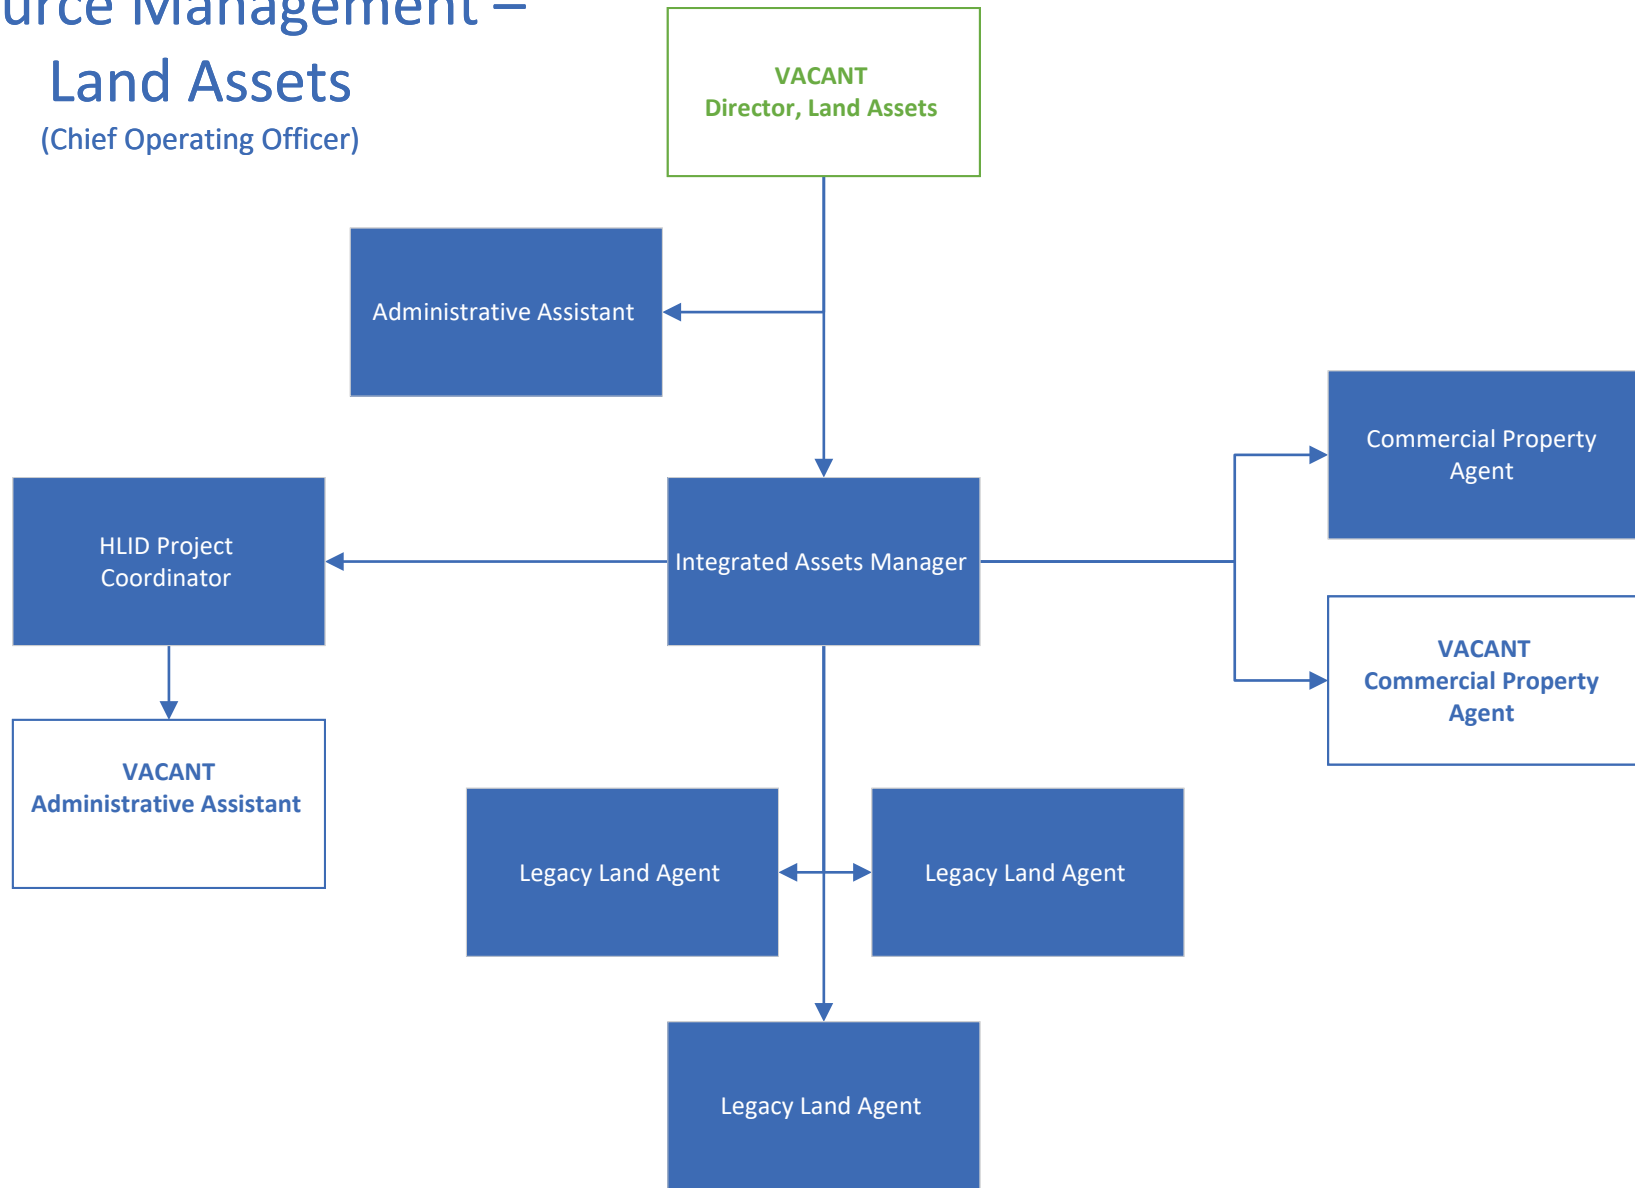 Management –
Land Assets
(Chief Operating Officer)
VACANT
Director, Land Assets
Administrative Assistant
Commercial Property
Agent
HLID Project
Coordinator
Integrated Assets Manager
VACANT
Commercial Property
Agent
VACANT
Administrative Assistant
Legacy Land Agent
Legacy Land Agent
Legacy Land Agent